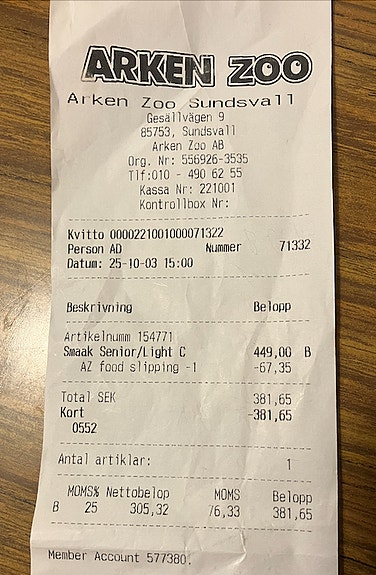 ARKEN ZOO
Arken Zoo Sundsvall
Gesällvägen 9
85753, Sundsvall
Arken Zoo AB
Org. Nr: 556926-3535
Tlf:010 - 490 62 55
Kassa Nr: 221001
Kontrollbox Nr:
Kvitto 0000221001000071322
Person AD Nummer 71332
Datum: 25-10-03 15:00
Beskrivning Belopp
Artikelnumm 154771
Smaak Senior/Light C 449,00 B
AZ food slipping -1 -67,35
Total SEK 381,65
Kort -381,65
0552
Antal artiklar: 1
MOMS% Nettobelop MOMS Belopp
B 25 305,32 76,33 381,65
Member Account 577380.